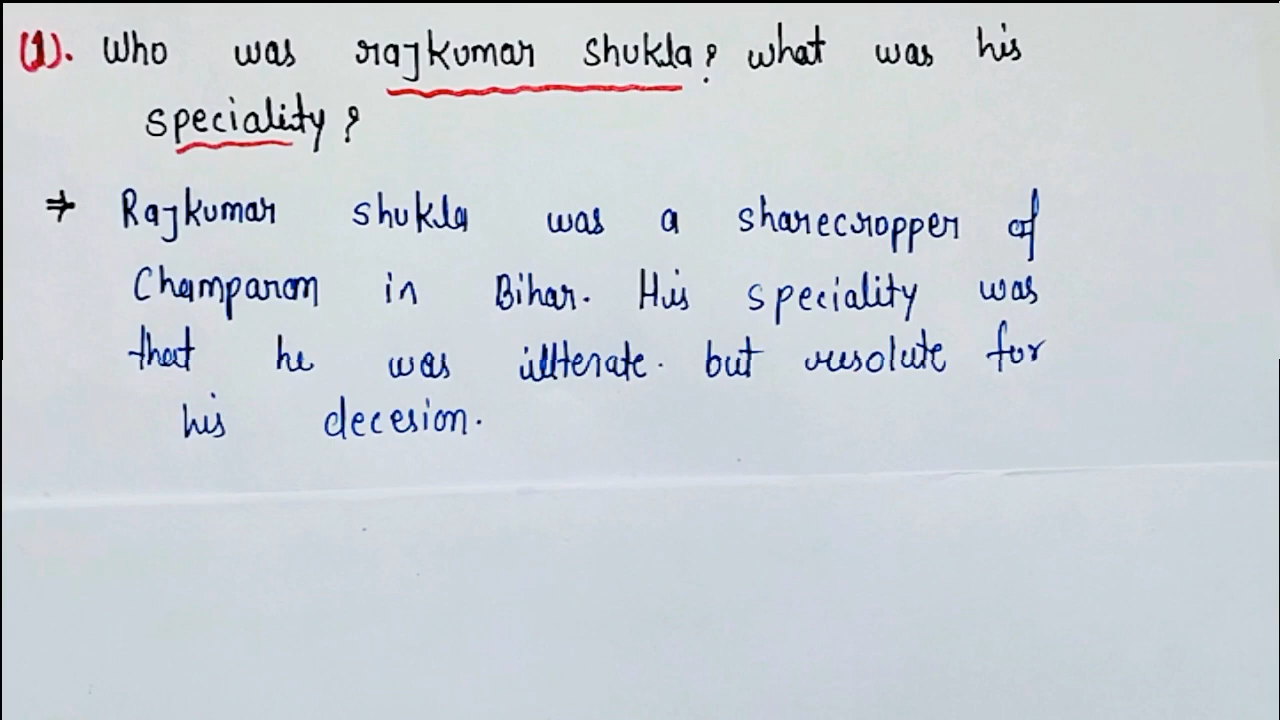 (1). Who was rajkumar shukla? what was his
speciality?
⇒ Rajkumar shukla was a sharecropper of
Champaran in Bihar. His speciality was
that he was illiterate. but resolute for
his decesion.